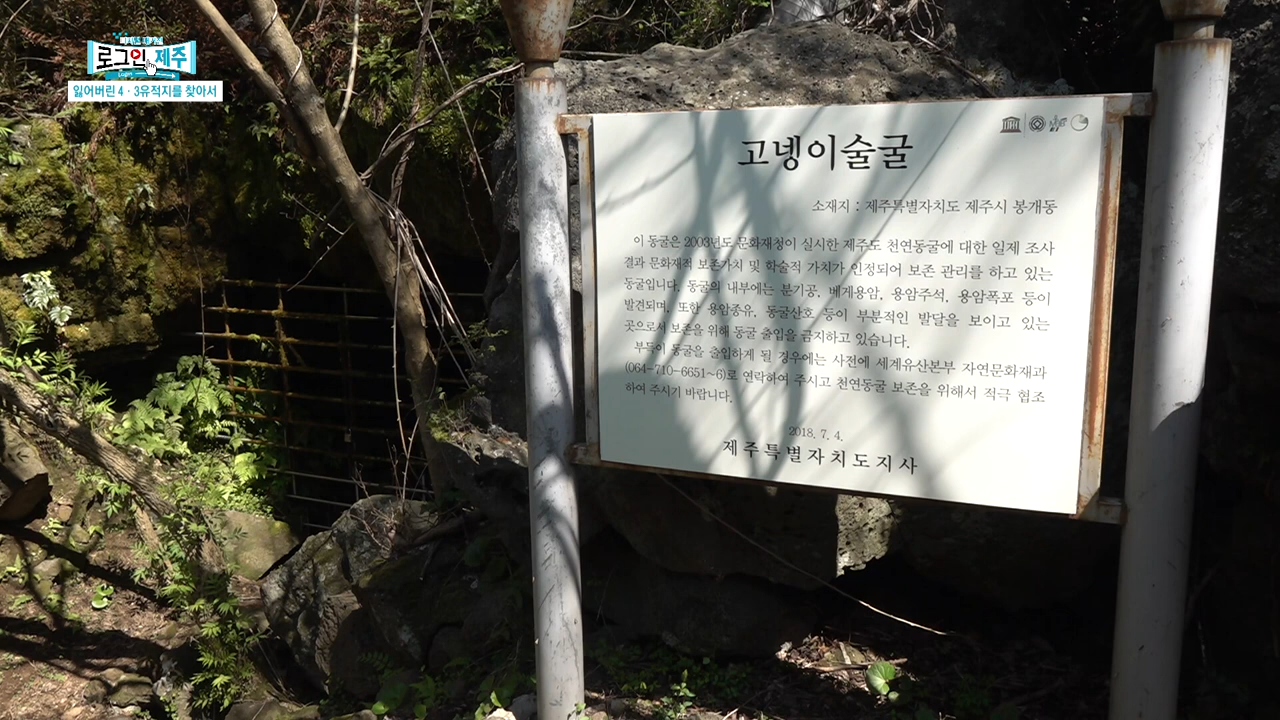 로그인 제주
잃어버린 4·3유적지를 찾아서
고넹이술굴
소재지 : 제주특별자치도 제주시 봉개동
이 동굴은 2003년도 문화재청이 실시한 제주도 천연동굴에 대한 일제 조사
결과 문화재적 보존가치 및 학술적 가치가 인정되어 보존 관리를 하고 있는
동굴입니다. 동굴의 내부에는 분기공, 베게용암, 용암주석, 용암폭포 등이
발견되며, 또한 용암종유, 동굴산호 등이 부분적인 발달을 보이고 있는
곳으로서 보존을 위해 동굴 출입을 금지하고 있습니다.
부득이 동굴을 출입하게 될 경우에는 사전에 세계유산본부 자연문화재과
(064-710-6651~6)로 연락하여 주시고 천연동굴 보존을 위해서 적극 협조
하여 주시기 바랍니다.
2018. 7. 4.
제주특별자치도지사